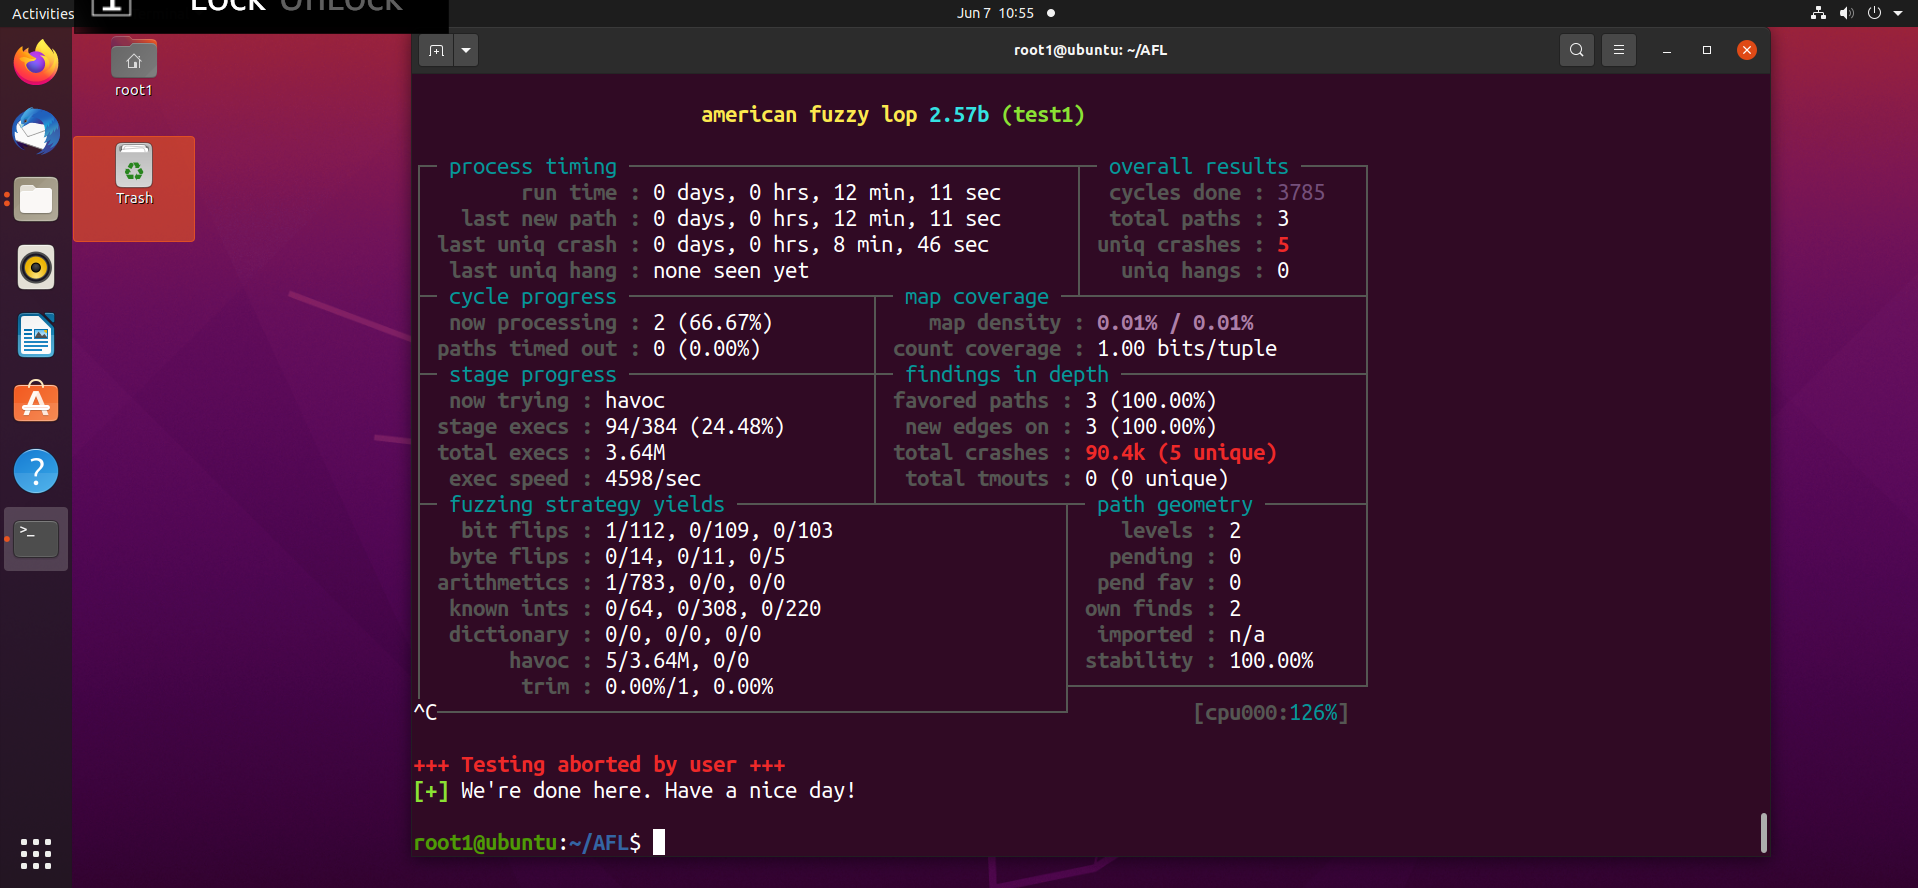 Activities
Lock UnLock
Jun 7 10:55
root1
Trash
root1@ubuntu: ~/AFL
american fuzzy lop 2.57b (test1)
process timing
overall results
run time : 0 days, 0 hrs, 12 min, 11 sec
cycles done : 3785
last new path : 0 days, 0 hrs, 12 min, 11 sec
total paths : 3
last uniq crash : 0 days, 0 hrs, 8 min, 46 sec
uniq crashes : 5
last uniq hang : none seen yet
uniq hangs : 0
cycle progress
map coverage
now processing : 2 (66.67%)
map density : 0.01% / 0.01%
paths timed out : 0 (0.00%)
count coverage : 1.00 bits/tuple
stage progress
findings in depth
now trying : havoc
favored paths : 3 (100.00%)
stage execs : 94/384 (24.48%)
new edges on : 3 (100.00%)
total execs : 3.64M
total crashes : 90.4k (5 unique)
exec speed : 4598/sec
total tmouts : 0 (0 unique)
fuzzing strategy yields
path geometry
bit flips : 1/112, 0/109, 0/103
levels : 2
byte flips : 0/14, 0/11, 0/5
pending : 0
arithmetics : 1/783, 0/0, 0/0
pend fav : 0
known ints : 0/64, 0/308, 0/220
own finds : 2
dictionary : 0/0, 0/0, 0/0
imported : n/a
havoc : 5/3.64M, 0/0
stability : 100.00%
trim : 0.00%/1, 0.00%
^C
[cpu000:126%]
+++ Testing aborted by user +++
[+] We're done here. Have a nice day!
root1@ubuntu:~/AFL$